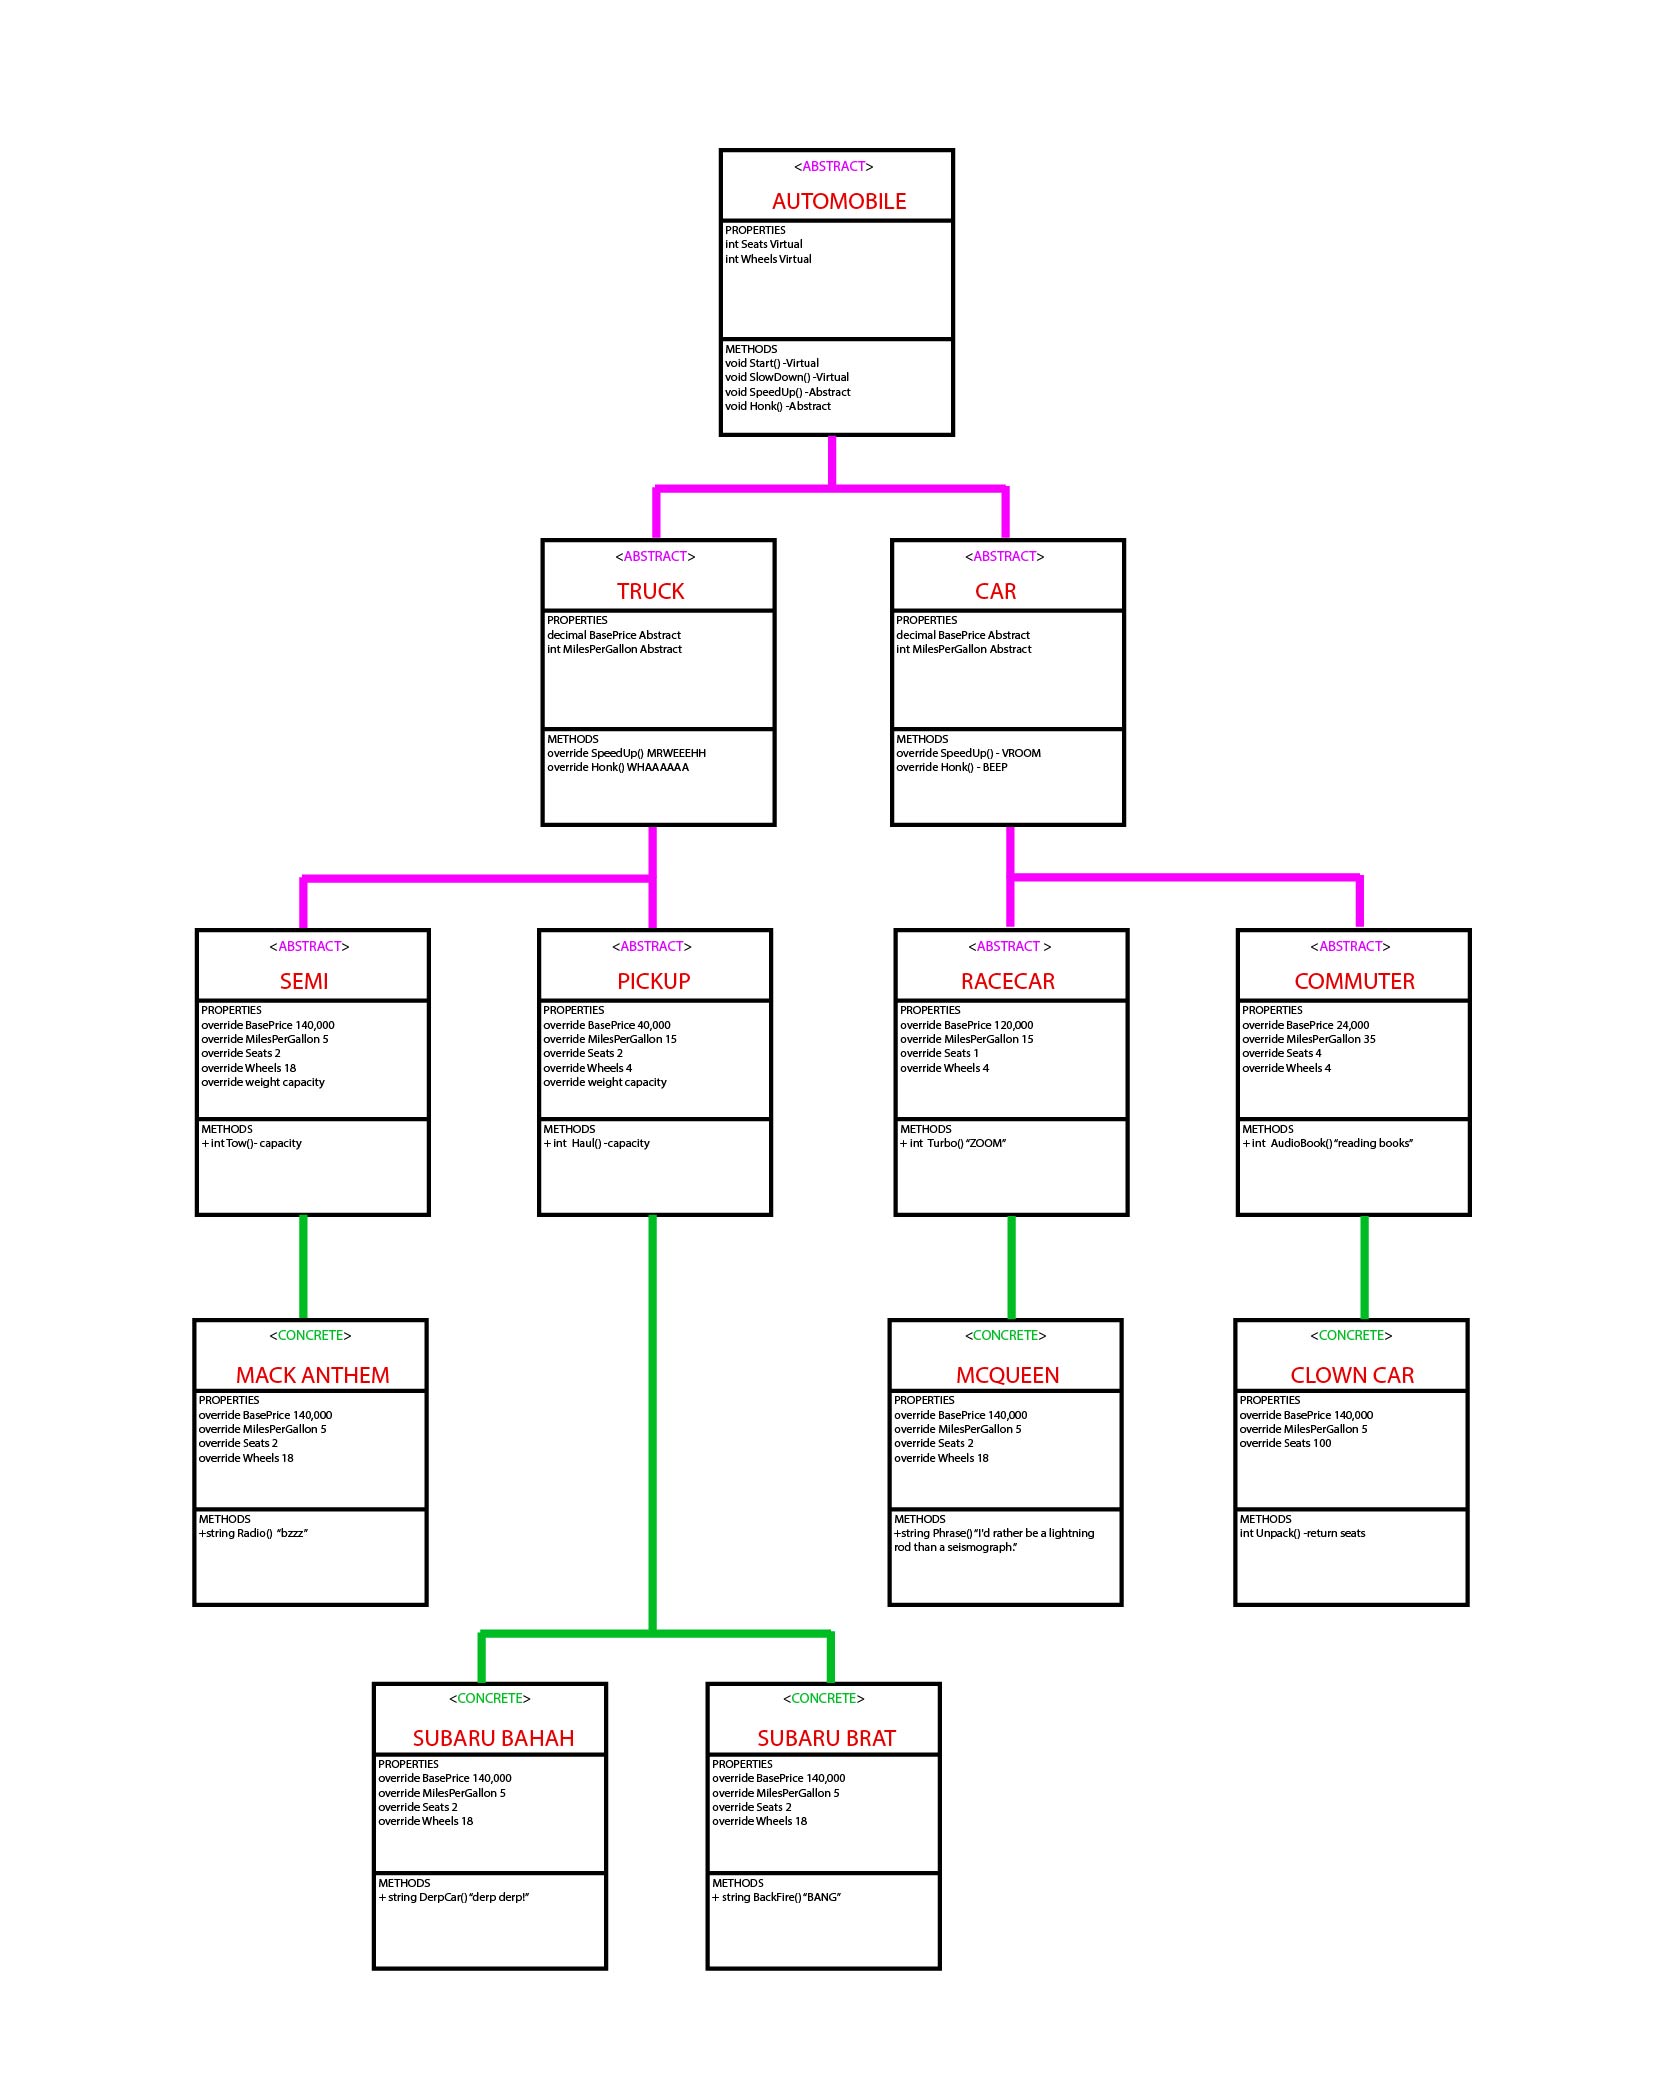 <ABSTRACT>
AUTOMOBILE
PROPERTIES
int Seats Virtual
int Wheels Virtual
METHODS
void Start() -Virtual
void SlowDown() -Virtual
void SpeedUp() -Abstract
void Honk() -Abstract
<ABSTRACT>
TRUCK
PROPERTIES
decimal BasePrice Abstract
int MilesPerGallon Abstract
METHODS
override SpeedUp() MRWEEEHH
override Honk() WHAAAAAA
<ABSTRACT>
CAR
PROPERTIES
decimal BasePrice Abstract
int MilesPerGallon Abstract
METHODS
override SpeedUp() - VROOM
override Honk() - BEEP
<ABSTRACT>
SEMI
PROPERTIES
override BasePrice 140,000
override MilesPerGallon 5
override Seats 2
override Wheels 18
override weight capacity
METHODS
+ int Tow()- capacity
<ABSTRACT>
PICKUP
PROPERTIES
override BasePrice 40,000
override MilesPerGallon 15
override Seats 2
override Wheels 4
override weight capacity
METHODS
+ int  Haul() -capacity
<ABSTRACT >
RACECAR
PROPERTIES
override BasePrice 120,000
override MilesPerGallon 15
override Seats 1
override Wheels 4
METHODS
+ int  Turbo() “ZOOM”
<ABSTRACT>
COMMUTER
PROPERTIES
override BasePrice 24,000
override MilesPerGallon 35
override Seats 4
override Wheels 4
METHODS
+ int  AudioBook() “reading books”
<CONCRETE>
MACK ANTHEM
PROPERTIES
override BasePrice 140,000
override MilesPerGallon 5
override Seats 2
override Wheels 18
METHODS
+string Radio()  “bzzz”
<CONCRETE>
MCQUEEN
PROPERTIES
override BasePrice 140,000
override MilesPerGallon 5
override Seats 2
override Wheels 18
METHODS
+string Phrase() “I'd rather be a lightning
rod than a seismograph.”
<CONCRETE>
CLOWN CAR
PROPERTIES
override BasePrice 140,000
override MilesPerGallon 5
override Seats 100
METHODS
int Unpack() -return seats
<CONCRETE>
SUBARU BAHAH
PROPERTIES
override BasePrice 140,000
override MilesPerGallon 5
override Seats 2
override Wheels 18
METHODS
+ string DerpCar() “derp derp!”
<CONCRETE>
SUBARU BRAT
PROPERTIES
override BasePrice 140,000
override MilesPerGallon 5
override Seats 2
override Wheels 18
METHODS
+ string BackFire() “BANG”